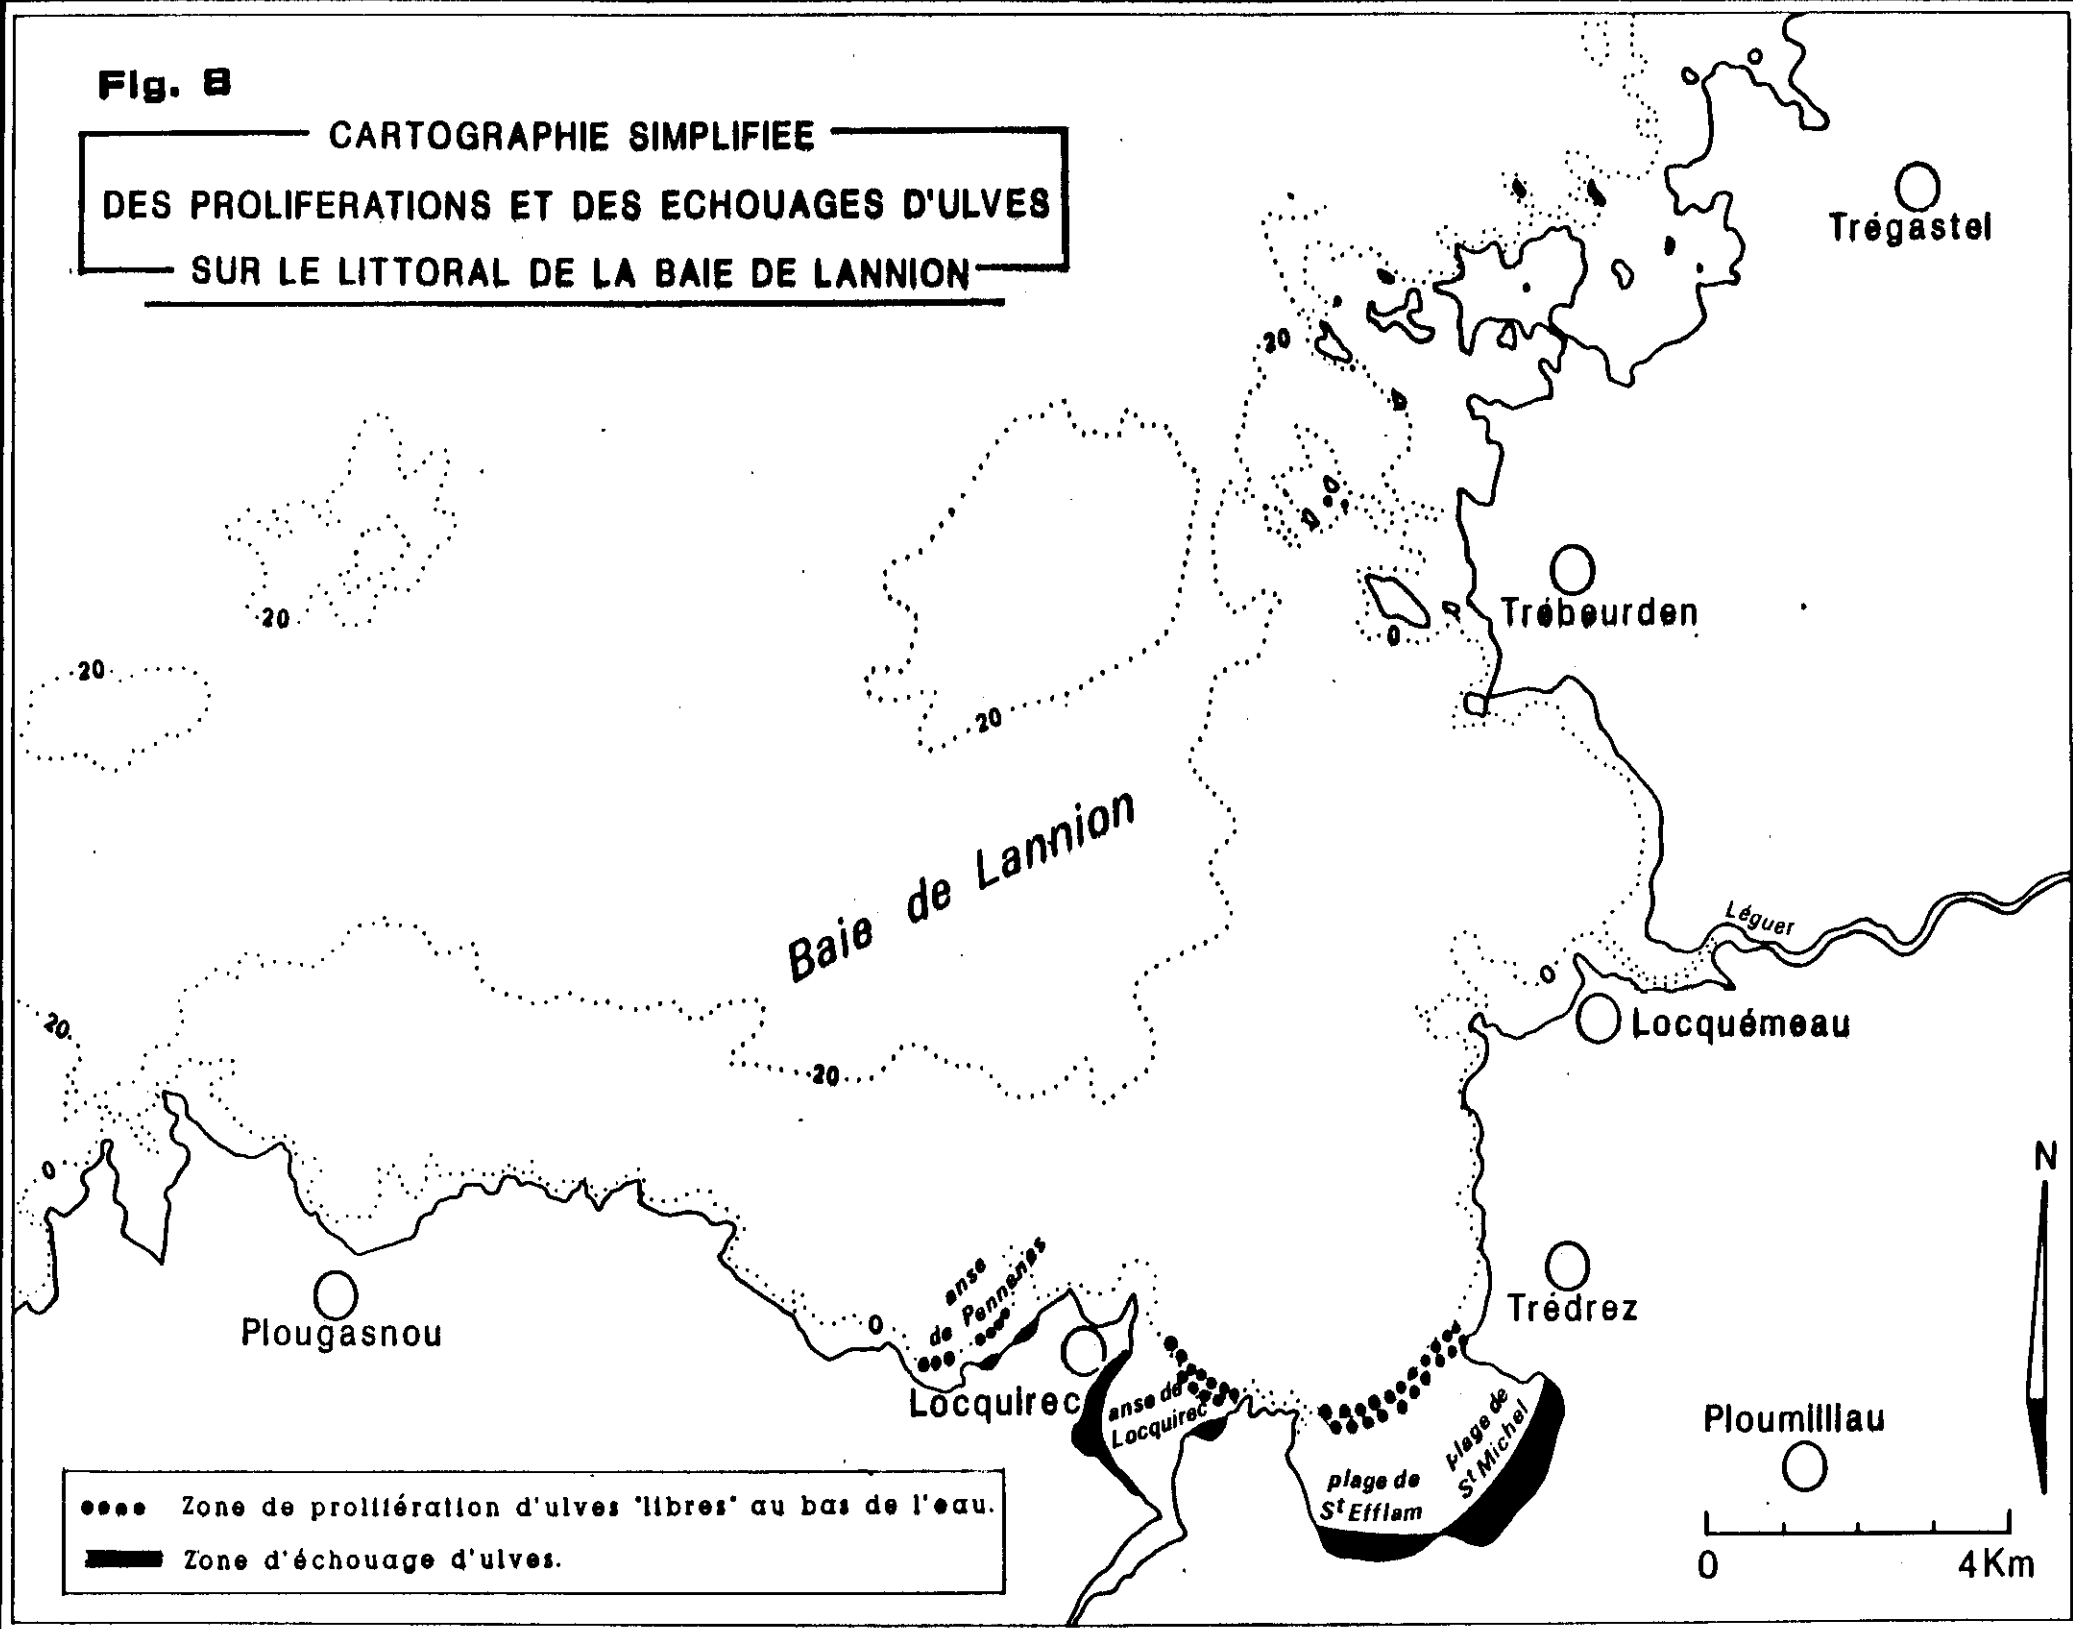 Fig. 8
CARTOGRAPHIE SIMPLIFIEE
DES PROLIFERATIONS ET DES ECHOUAGES D'ULVES
SUR LE LITTORAL DE LA BAIE DE LANNION
Trégastel
20
Trébeurden
0
20
20
20
Baie de Lannion
Léguer
0
Locquémeau
20
20
0
N
anse
de Pennenes
0
Plougasnou
Trédrez
Locquirec
anse de
Locquirec
plage de
St Michel
plage de
St Efflam
Ploumilliau
0 4Km
Zone de prolifération d'ulves "libres" au bas de l'eau.
Zone d'échouage d'ulves.